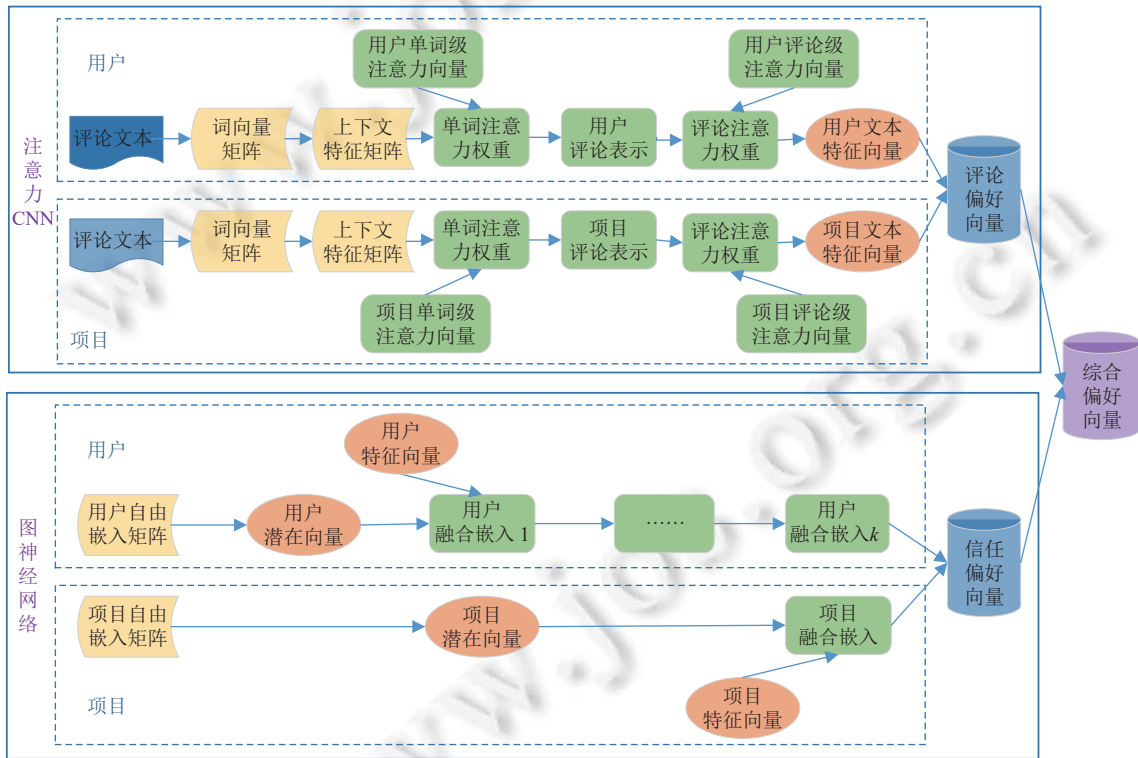 用户
用户单词级
注意力向量
用户评论级
注意力向量
评论文本
词向量
矩阵
上下文
特征矩阵
单词注意
力权重
用户
评论表示
评论注意
力权重
用户文本
特征向量
注
意
力
CNN
评论
偏好
向量
评论文本
词向量
矩阵
上下文
特征矩阵
单词注意
力权重
项目
评论表示
评论注意
力权重
项目文本
特征向量
项目单词级
注意力向量
项目评论级
注意力向量
项目
综合
偏好
向量
用户
用户
特征向量
用户自由
嵌入矩阵
用户
潜在向量
用户
融合嵌入 1
……
用户
融合嵌入k
图
神
经
网
络
信任
偏好
向量
项目自由
嵌入矩阵
项目
潜在向量
项目
融合嵌入
项目
特征向量
项目
www.jos.org.cn